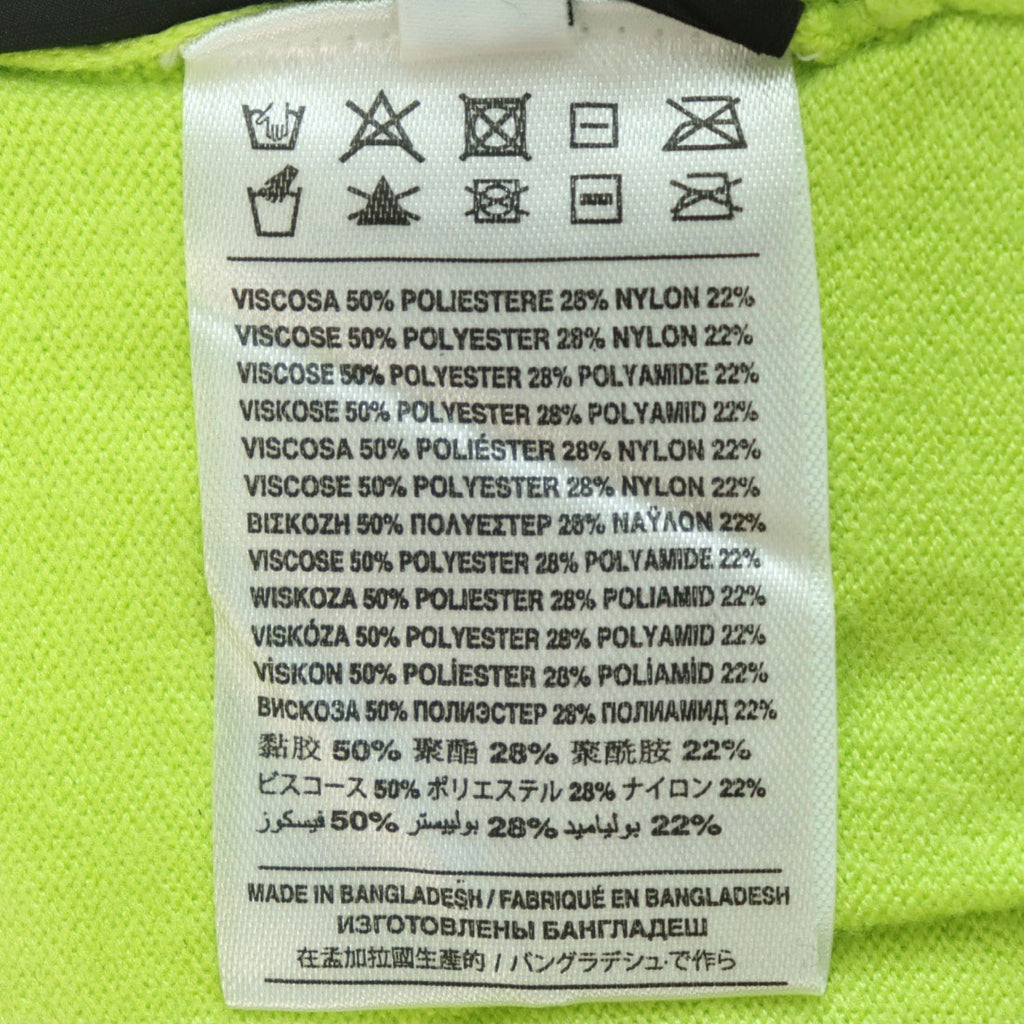 VISCOSA 50% POLIESTERE 28% NYLON 22%
VISCOSE 50% POLYESTER 28% NYLON 22%
VISCOSE 50% POLYESTER 28% POLYAMIDE 22%
VISKOSE 50% POLYESTER 28% POLYAMID 22%
VISCOSA 50% POLIÉSTER 28% NYLON 22%
VISCOSE 50% POLYESTER 28% NYLON 22%
ΒΙΣΚΟΖΗ 50% ΠΟΛΥΕΣΤΕΡ 28% ΝΑΫΛΟΝ 22%
VISCOSE 50% POLYESTER 28% POLYAMIDE 22%
WISKOZA 50% POLIESTER 28% POLIAMID 22%
VISKÓZA 50% POLYESTER 28% POLYAMID 22%
VİSKON 50% POLİESTER 28% POLİAMİD 22%
ВИСКОЗА 50% ПОЛИЭСТЕР 28% ПОЛИАМИД 22%
黏胶 50% 聚酯 28% 聚酰胺 22%
ビスコース 50% ポリエステル 28% ナイロン 22%
فيسكوز 50% بوليستر 28% بولياميد 22%
MADE IN BANGLADESH / FABRIQUÉ EN BANGLADESH
ИЗГОТОВЛЕНЫ БАНГЛАДЕШ
在孟加拉國生產的 / バングラデシュで作ら